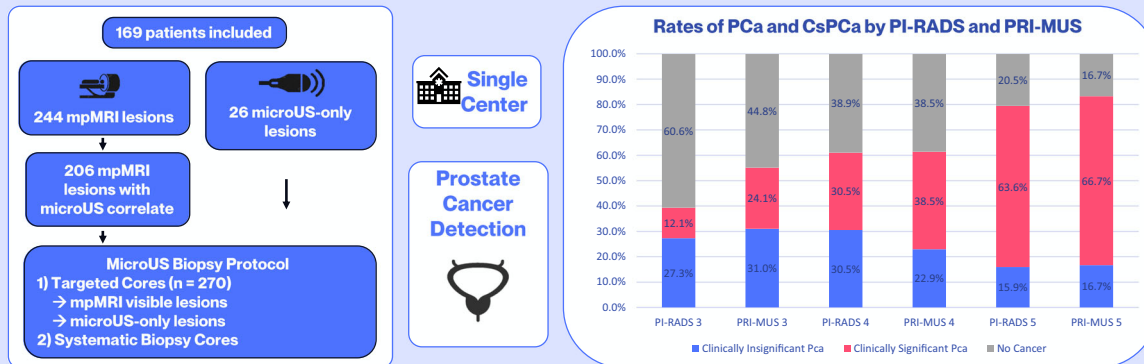 169 patients included
244 mpMRI lesions
26 microUS-only
lesions
206 mpMRI
lesions with
microUS correlate
MicroUS Biopsy Protocol
1) Targeted Cores (n = 270)
→ mpMRI visible lesions
→ microUS-only lesions
2) Systematic Biopsy Cores
Single
Center
Prostate
Cancer
Detection
Rates of PCa and CsPCa by PI-RADS and PRI-MUS
100.0%
90.0%
80.0%
70.0%
60.0%
50.0%
40.0%
30.0%
20.0%
10.0%
0.0%
60.6%
12.1%
27.3%
44.8%
24.1%
31.0%
38.9%
30.5%
30.5%
38.5%
38.5%
22.9%
20.5%
63.6%
15.9%
16.7%
66.7%
16.7%
PI-RADS 3
PRI-MUS 3
PI-RADS 4
PRI-MUS 4
PI-RADS 5
PRI-MUS 5
Clinically Insignificant Pca
Clinically Significant Pca
No Cancer